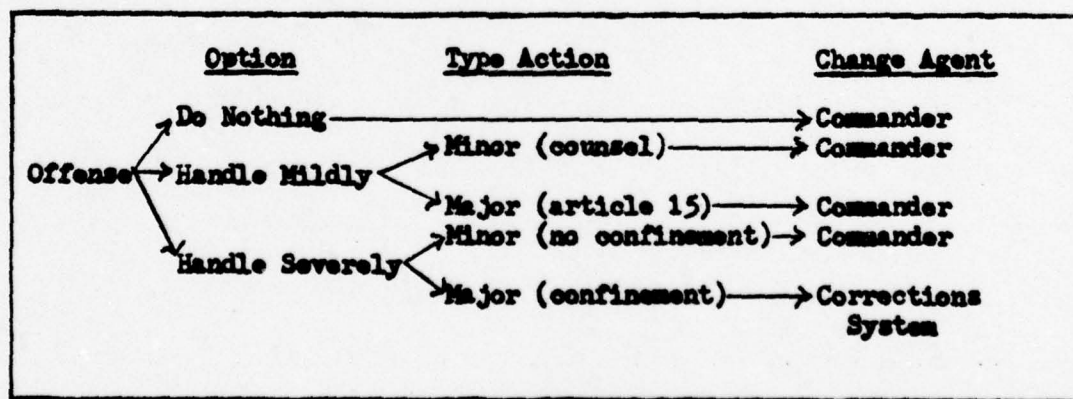 Option Type Action Change Agent
Do Nothing Commander
Minor (counsel) Commander
Offense Handle Mildly
Major (article 15) Commander
Minor (no confinement) Commander
Handle Severely
Major (confinement) Corrections
System